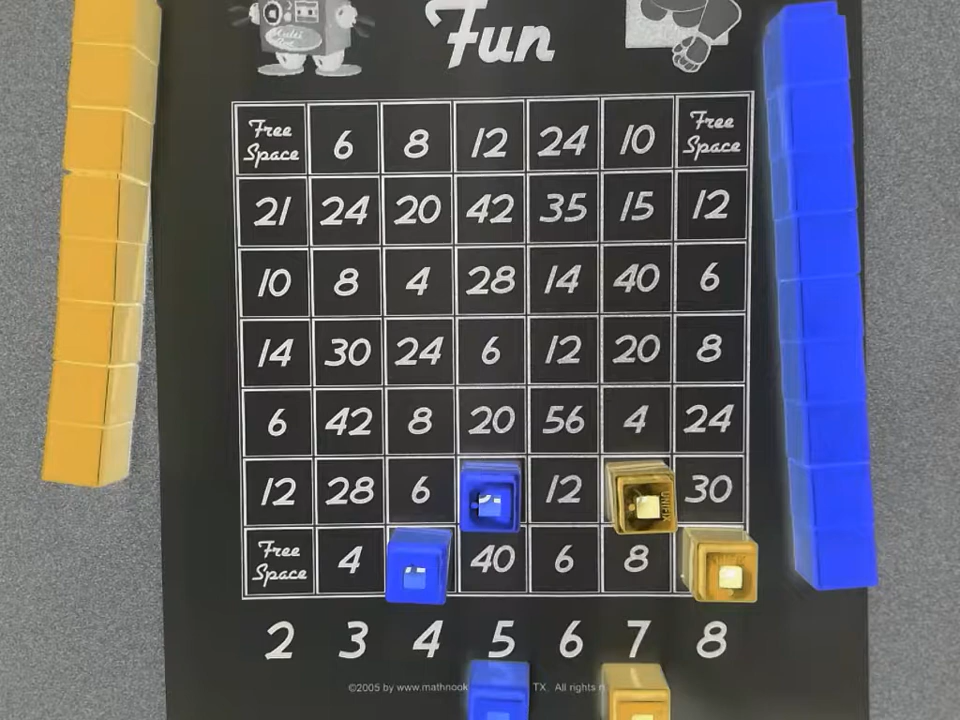 Fun
Free Space 6 8 12 24 10 Free Space
21 24 20 42 35 15 12
10 8 4 28 14 40 6
14 30 24 6 12 20 8
6 42 8 20 56 4 24
12 28 6 12 30
Free Space 4 40 6 8
2 3 4 5 6 7 8
©2005 by www.mathnook TX. All rights